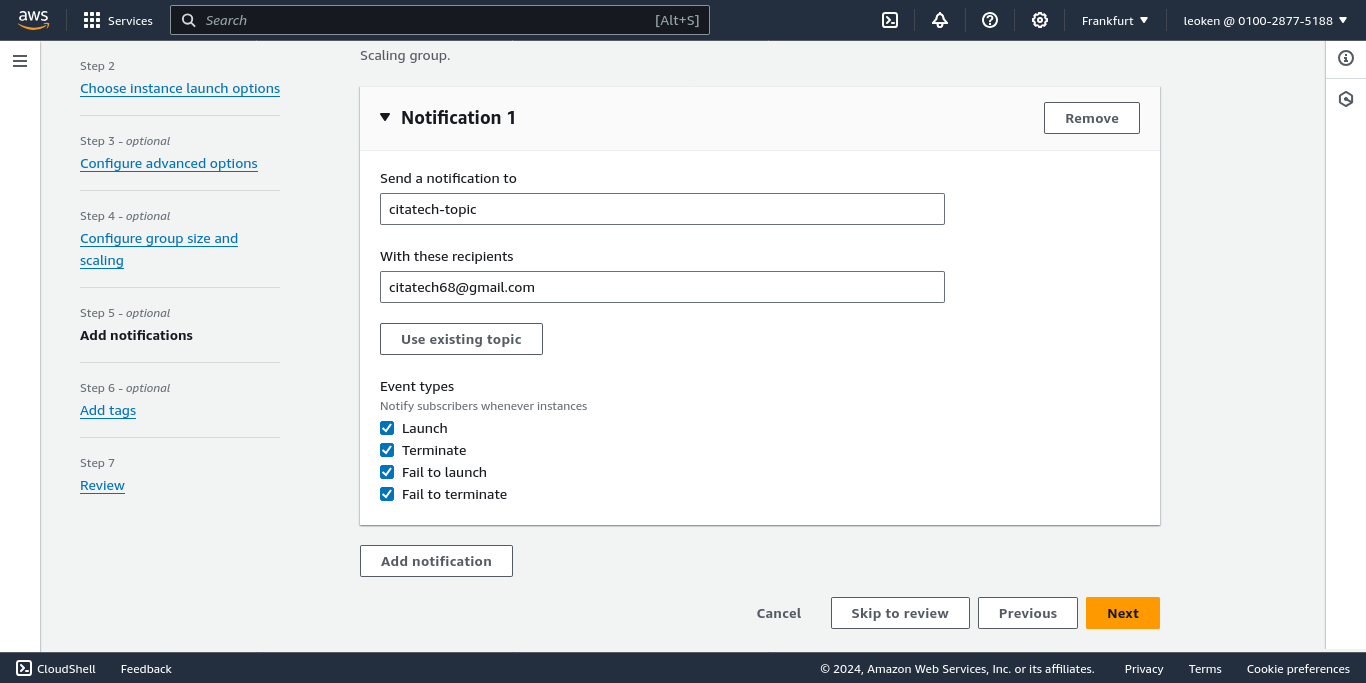 aws
Services
Search
[Alt+S]
Frankfurt
leoken @ 0100-2877-5188
Step 2
Choose instance launch options
Step 3 - optional
Configure advanced options
Step 4 - optional
Configure group size and
scaling
Step 5 - optional
Add notifications
Step 6 - optional
Add tags
Step 7
Review
Scaling group.
Notification 1
Remove
Send a notification to
citatech-topic
With these recipients
citatech68@gmail.com
Use existing topic
Event types
Notify subscribers whenever instances
Launch
Terminate
Fail to launch
Fail to terminate
Add notification
Cancel
Skip to review
Previous
Next
CloudShell
Feedback
© 2024, Amazon Web Services, Inc. or its affiliates.
Privacy
Terms
Cookie preferences